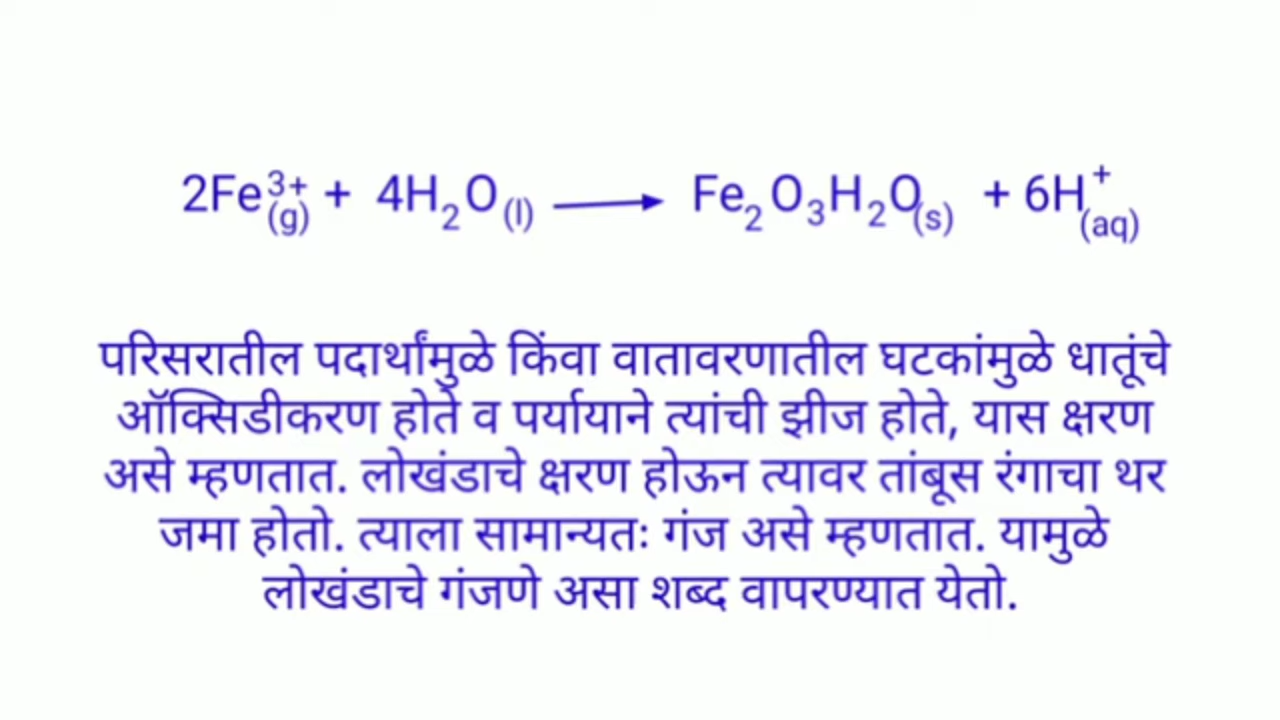 2Fe³⁺(g) + 4H₂O(l) ⟶ Fe₂O₃H₂O(s) + 6H⁺(aq)
परिसरातील पदार्थांमुळे किंवा वातावरणातील घटकांमुळे धातूंचे
ऑक्सिडीकरण होते व पर्यायाने त्यांची झीज होते, यास क्षरण
असे म्हणतात. लोखंडाचे क्षरण होऊन त्यावर तांबूस रंगाचा थर
जमा होतो. त्याला सामान्यतः गंज असे म्हणतात. यामुळे
लोखंडाचे गंजणे असा शब्द वापरण्यात येतो.